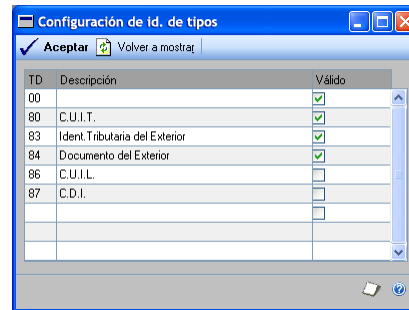 Configuración de id. de tipos
Aceptar Volver a mostrar
TD Descripción Válido
00
80 C.U.I.T.
83 Ident.Tributaria del Exterior
84 Documento del Exterior
86 C.U.I.L.
87 C.D.I.